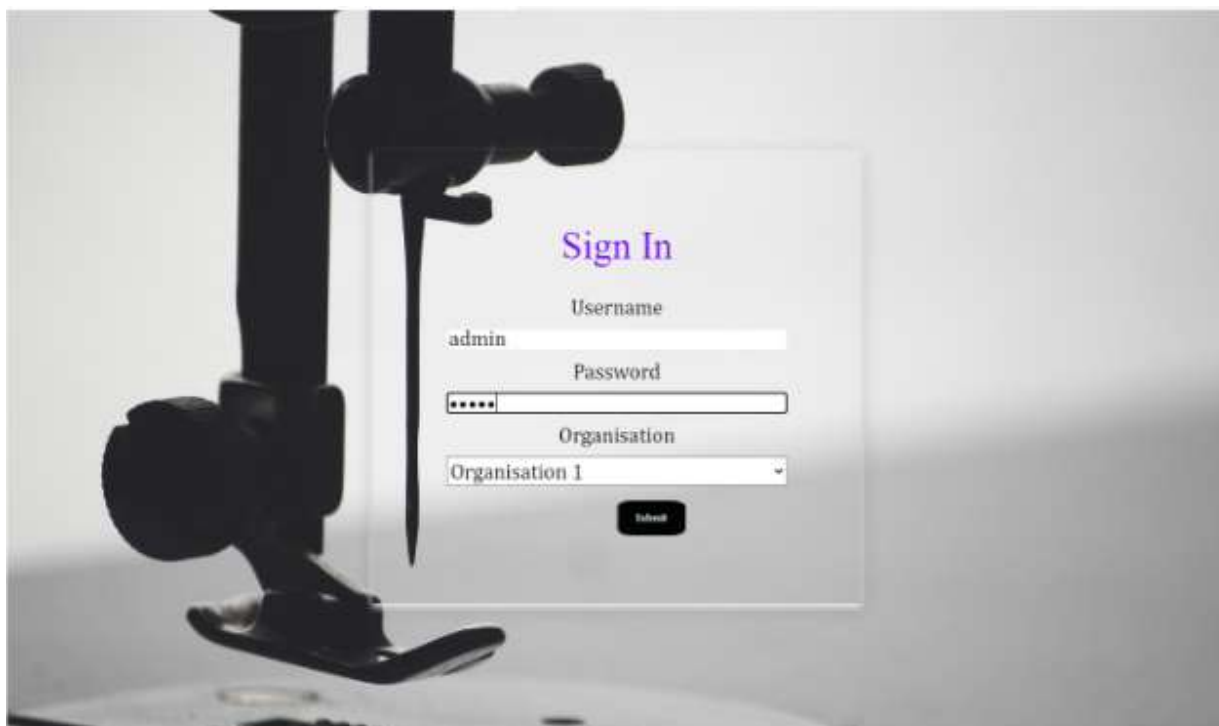 Sign In
Username
admin
Password
•••••
Organisation
Organisation 1
Submit